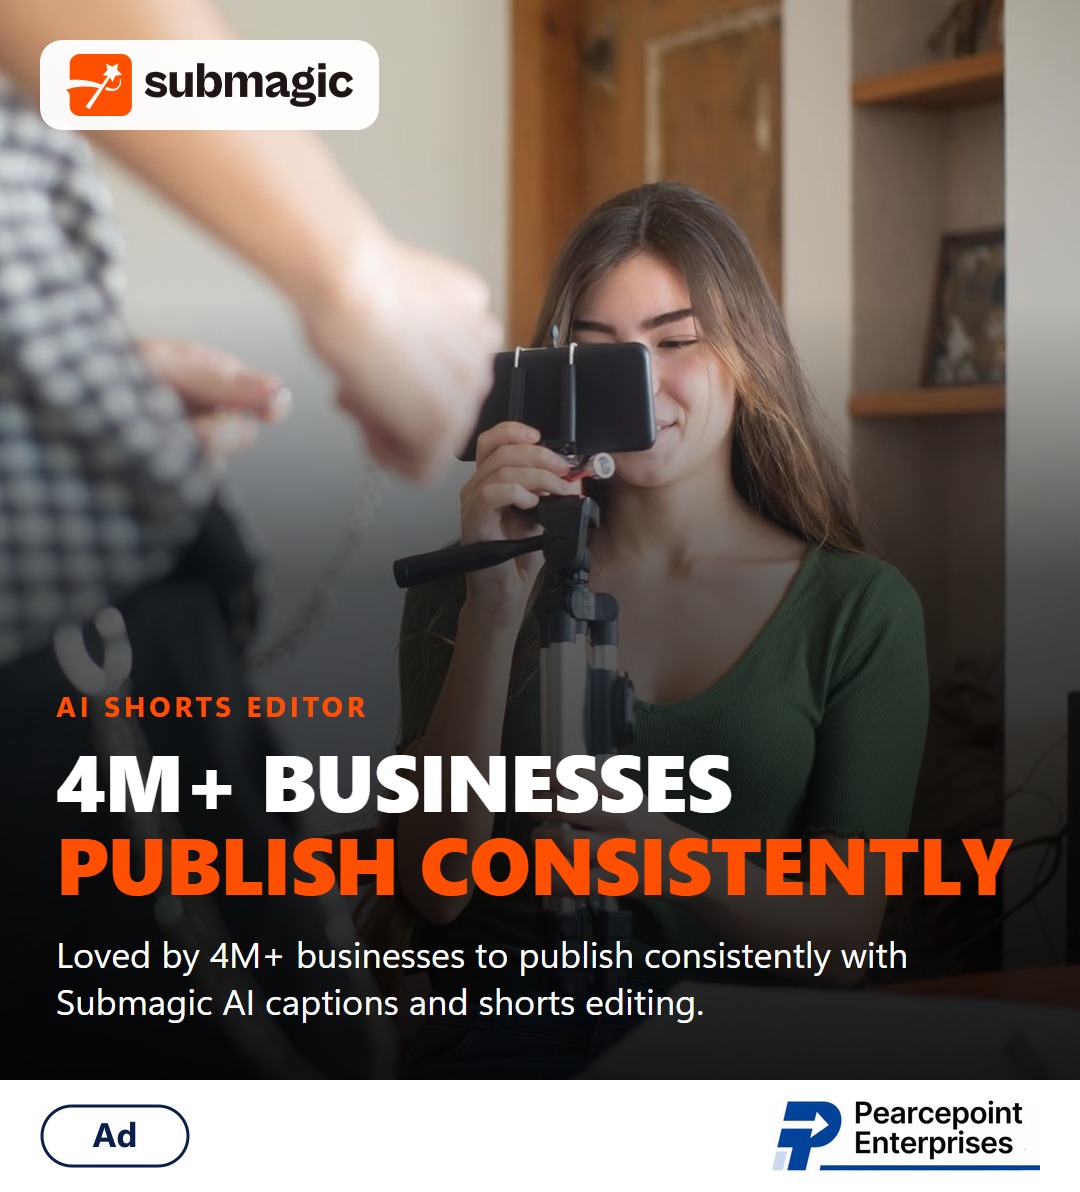 submagic
AI SHORTS EDITOR
4M+ BUSINESSES
PUBLISH CONSISTENTLY
Loved by 4M+ businesses to publish consistently with
Submagic AI captions and shorts editing.
Ad
Pearcepoint
Enterprises